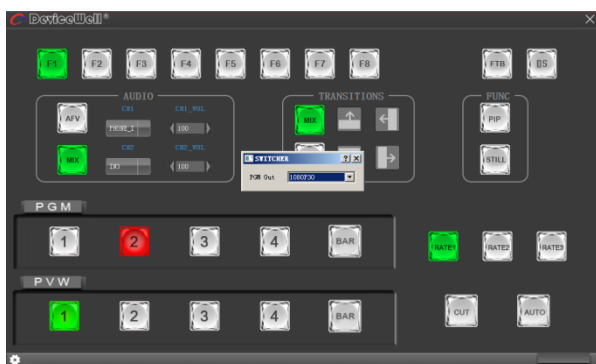 DeviceWell®
F1 F2 F3 F4 F5 F6 F7 F8 FTB DS
AUDIO TRANSITIONS FUNC
AFV CH1 CH1_VOL MIX PIP
100
MIX CH2 CH2_VOL STILL
IN3 100
SWITCHER
PGM Out 1080P30
PGM
1 2 3 4 BAR RATE1 RATE2 RATE3
PVW
1 2 3 4 BAR CUT AUTO